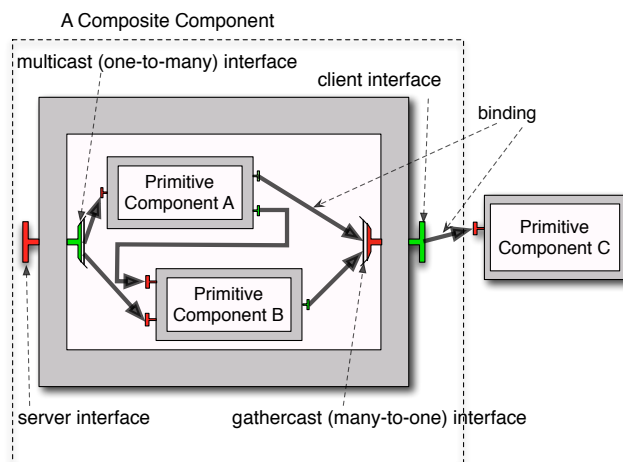 A Composite Component
multicast (one-to-many) interface
client interface
binding
Primitive
Component A
Primitive
Component C
Primitive
Component B
server interface
gathercast (many-to-one) interface